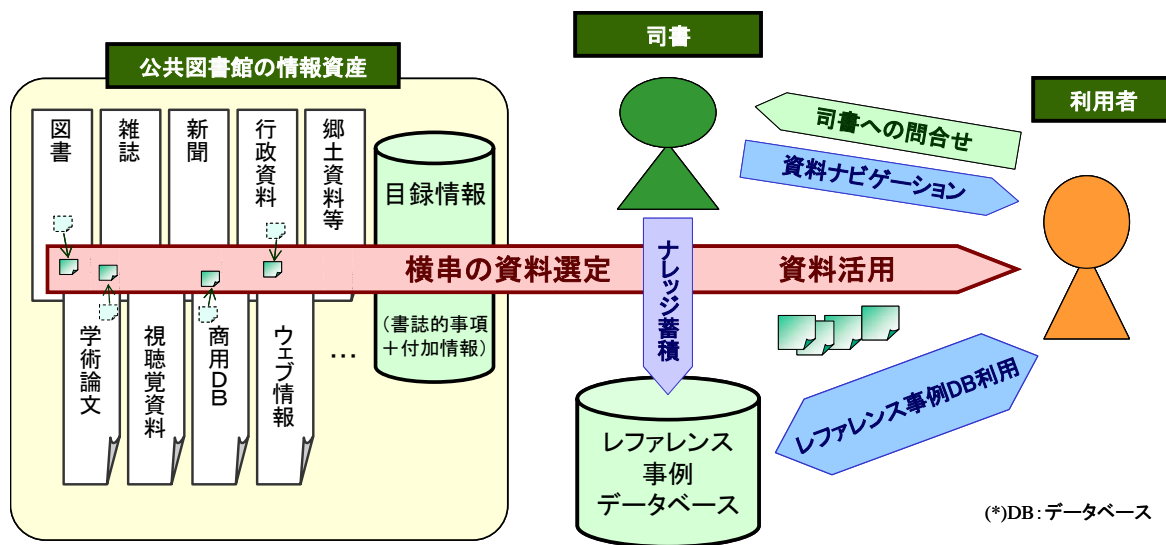 公共図書館の情報資産
図書
雑誌
新聞
行政資料
郷土資料等
学術論文
視聴覚資料
商用DB
ウェブ情報
…
目録情報
(書誌的事項
＋付加情報)
横串の資料選定
資料活用
司書
ナレッジ蓄積
レファレンス
事例
データベース
利用者
司書への問合せ
資料ナビゲーション
レファレンス事例DB利用
(*)DB：データベース